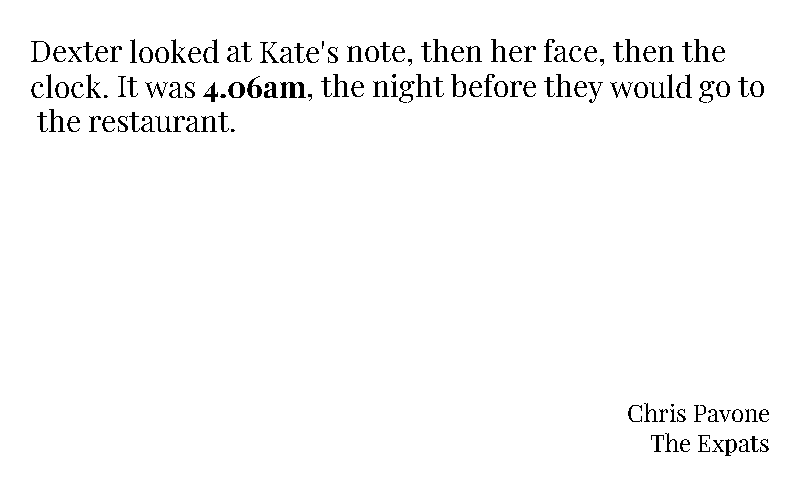 Dexter looked at Kate's note, then her face, then the
clock. It was 4.06am, the night before they would go to
the restaurant.
Chris Pavone
The Expats